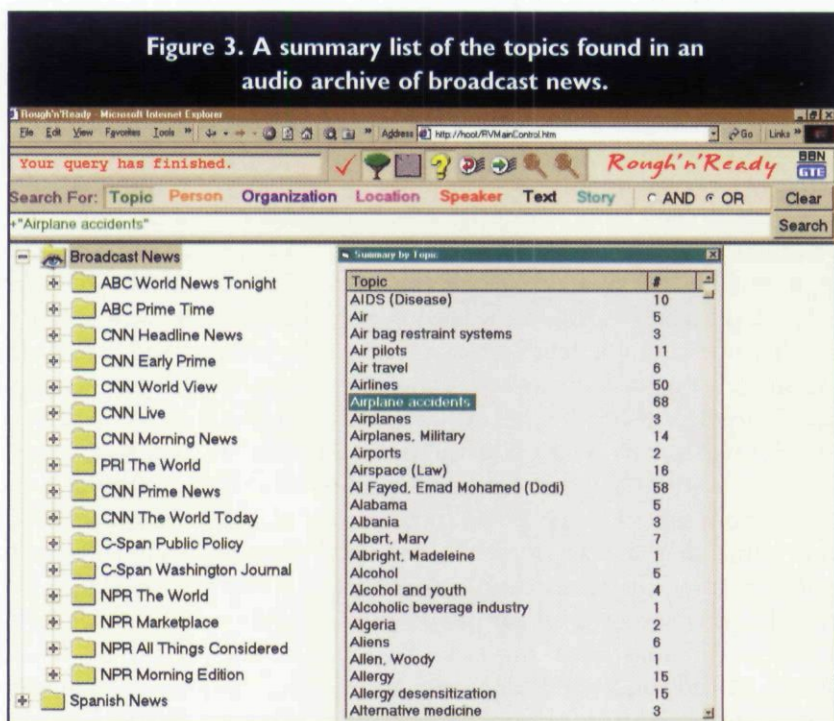 Figure 3. A summary list of the topics found in an
audio archive of broadcast news.
Rough'n'Ready - Microsoft Internet Explorer
File Edit View Favorites Tools » Address http://hoot/RVMainControl.htm Go Links »
Your query has finished. Rough'n'Ready BBN
GTE
Search For: Topic Person Organization Location Speaker Text Story AND OR Clear
+"Airplane accidents" Search
Broadcast News
ABC World News Tonight
ABC Prime Time
CNN Headline News
CNN Early Prime
CNN World View
CNN Live
CNN Morning News
PRI The World
CNN Prime News
CNN The World Today
C-Span Public Policy
C-Span Washington Journal
NPR The World
NPR Marketplace
NPR All Things Considered
NPR Morning Edition
Spanish News
Summary by Topic
Topic #
AIDS (Disease) 10
Air 5
Air bag restraint systems 3
Air pilots 11
Air travel 6
Airlines 50
Airplane accidents 68
Airplanes 3
Airplanes, Military 14
Airports 2
Airspace (Law) 16
Al Fayed, Emad Mohamed (Dodi) 58
Alabama 5
Albania 3
Albert, Marv 7
Albright, Madeleine 1
Alcohol 5
Alcohol and youth 4
Alcoholic beverage industry 1
Algeria 2
Aliens 6
Allen, Woody 1
Allergy 15
Allergy desensitization 15
Alternative medicine 3